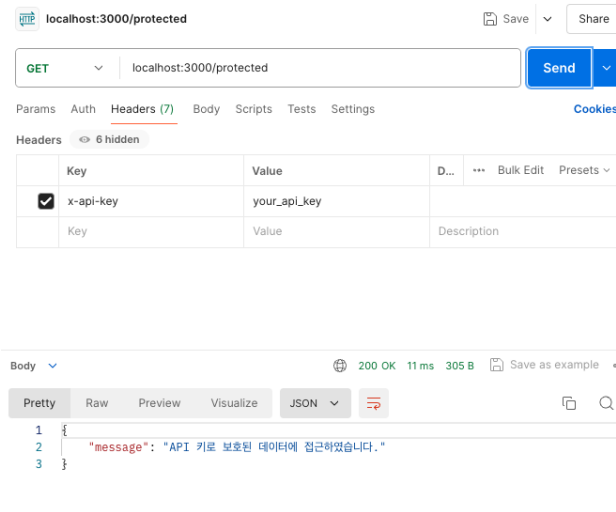 HTTP localhost:3000/protected Save Share
GET localhost:3000/protected Send
Params Auth Headers (7) Body Scripts Tests Settings Cookies
Headers 6 hidden
Key Value D... ••• Bulk Edit Presets
x-api-key your_api_key
Key Value Description
Body 200 OK 11 ms 305 B Save as example
Pretty Raw Preview Visualize JSON
1 {
2 "message": "API 키로 보호된 데이터에 접근하였습니다."
3 }